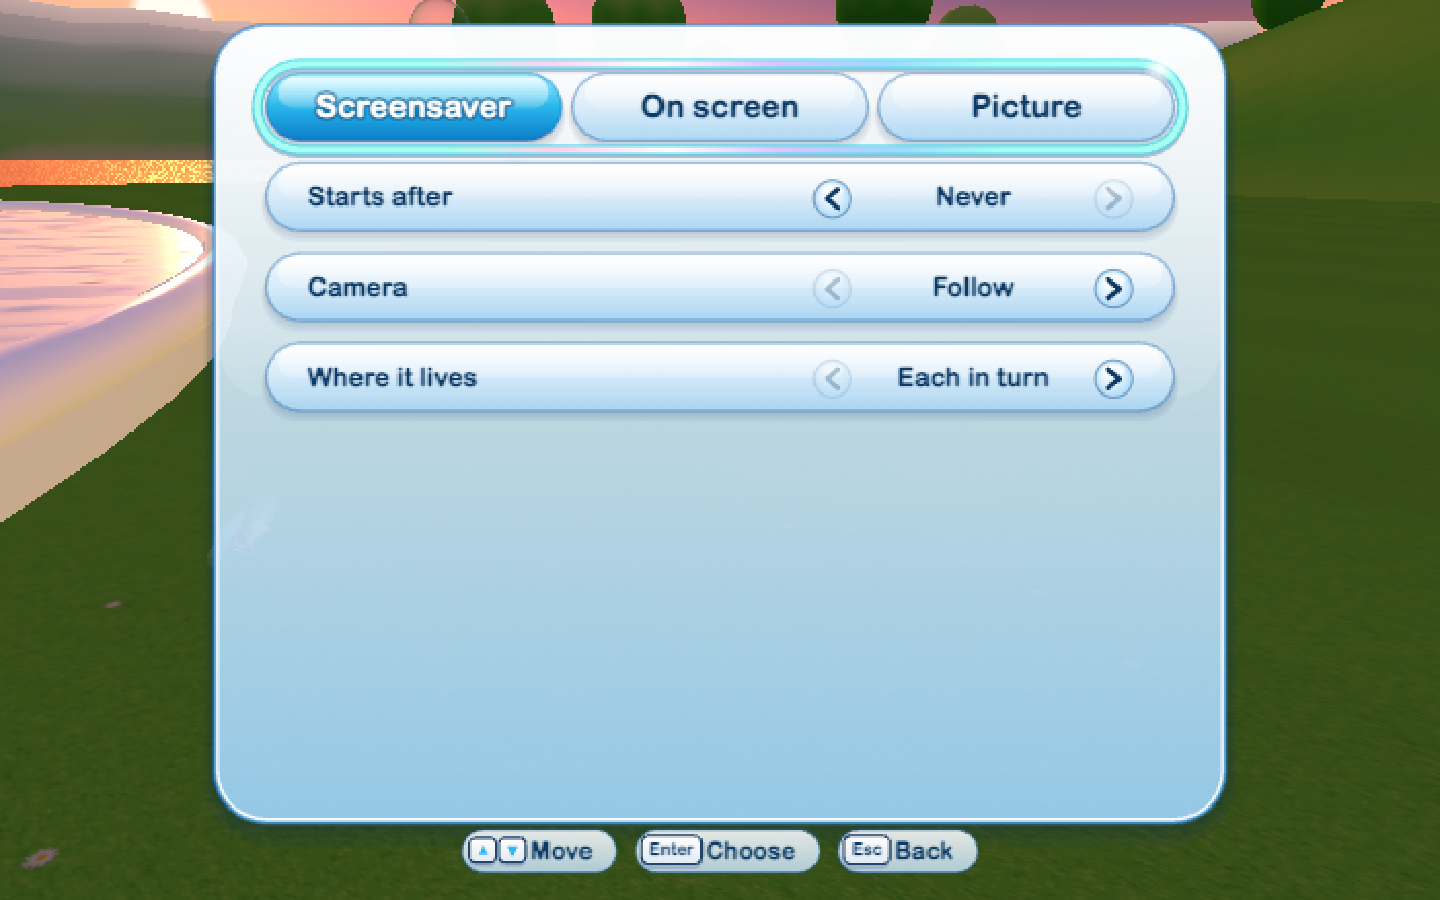 Screensaver On screen Picture
Starts after Never
Camera Follow
Where it lives Each in turn
Move Enter Choose Esc Back